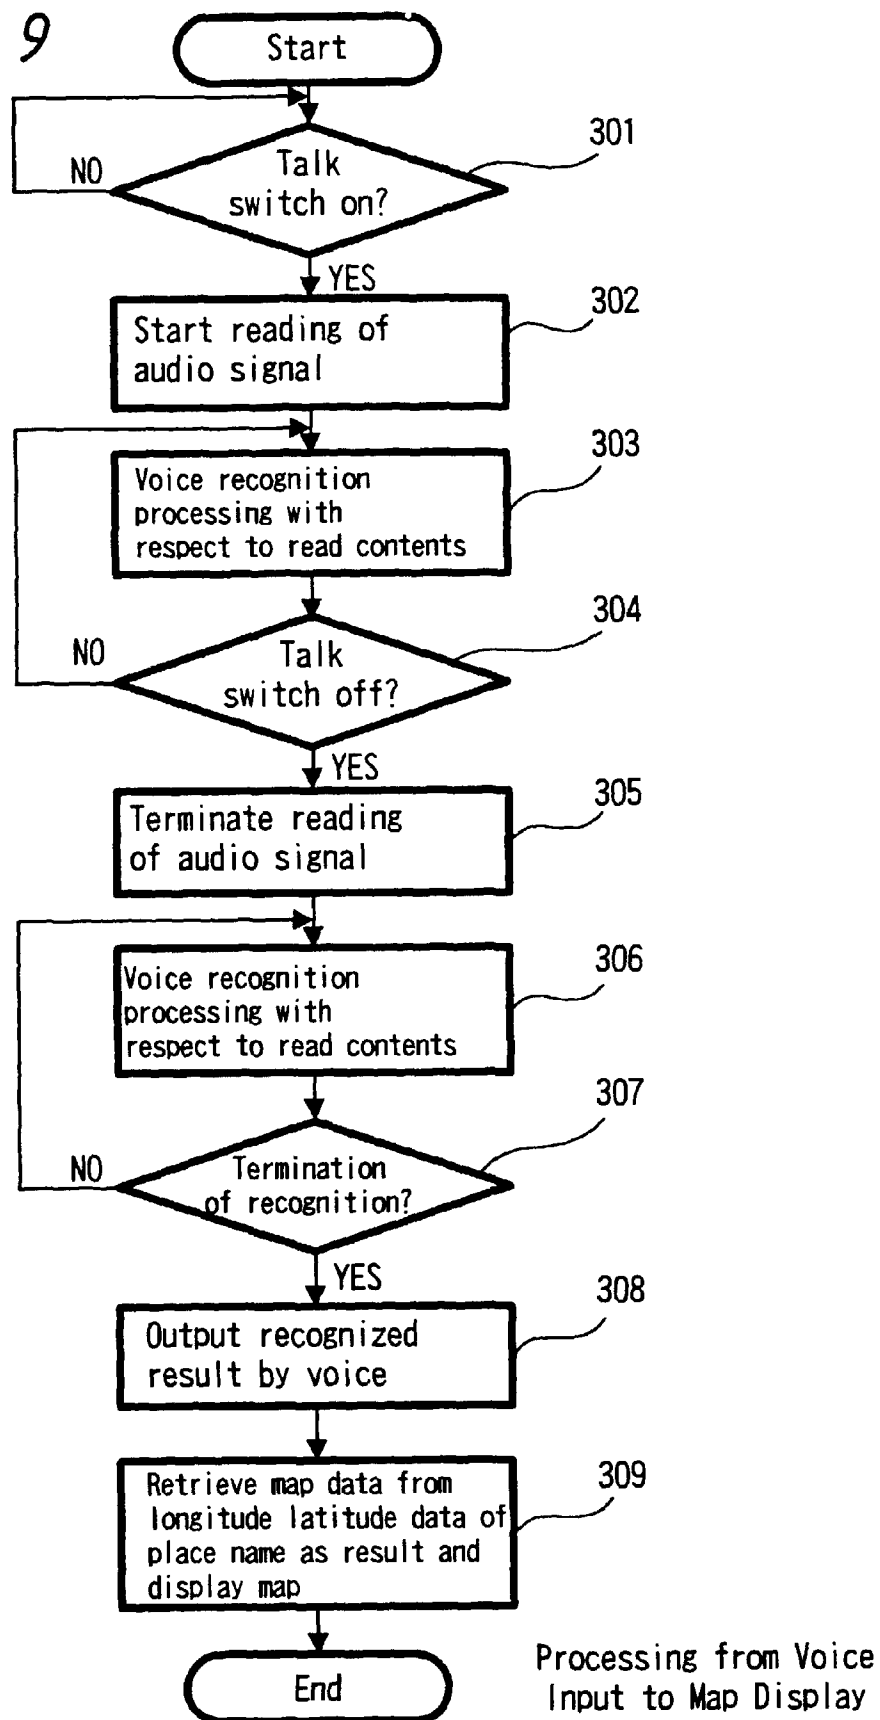 9
Start
301
NO
Talk
switch on?
YES
302
Start reading of
audio signal
303
Voice recognition
processing with
respect to read contents
304
NO
Talk
switch off?
YES
305
Terminate reading
of audio signal
306
Voice recognition
processing with
respect to read contents
307
NO
Termination
of recognition?
YES
308
Output recognized
result by voice
309
Retrieve map data from
longitude latitude data of
place name as result and
display map
End
Processing from Voice
Input to Map Display